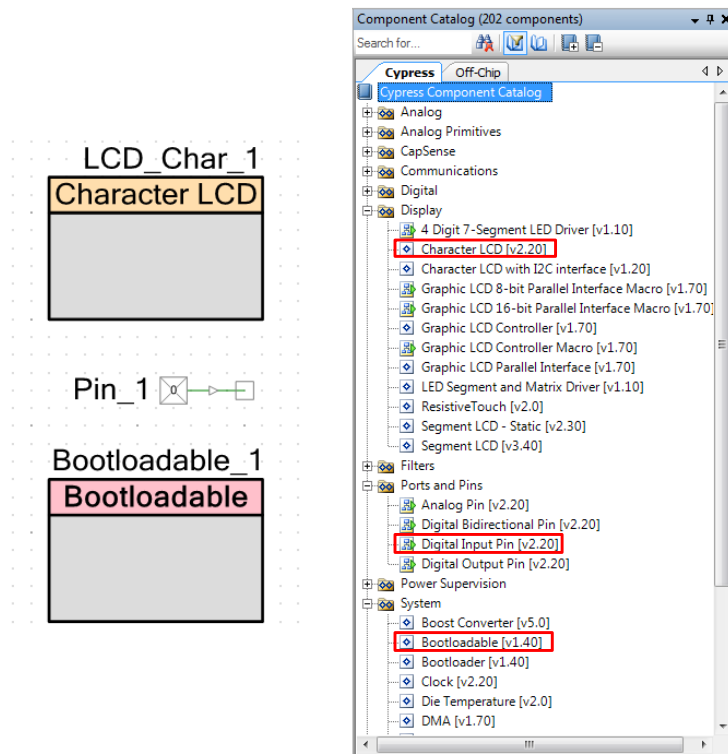 LCD_Char_1
Character LCD
Pin_1
0
Bootloadable_1
Bootloadable
Component Catalog (202 components)
Search for...
Cypress
Off-Chip
Cypress Component Catalog
Analog
Analog Primitives
CapSense
Communications
Digital
Display
4 Digit 7-Segment LED Driver [v1.10]
Character LCD [v2.20]
Character LCD with I2C interface [v1.20]
Graphic LCD 8-bit Parallel Interface Macro [v1.70]
Graphic LCD 16-bit Parallel Interface Macro [v1.70]
Graphic LCD Controller [v1.70]
Graphic LCD Controller Macro [v1.70]
Graphic LCD Parallel Interface [v1.70]
LED Segment and Matrix Driver [v1.10]
ResistiveTouch [v2.0]
Segment LCD - Static [v2.30]
Segment LCD [v3.40]
Filters
Ports and Pins
Analog Pin [v2.20]
Digital Bidirectional Pin [v2.20]
Digital Input Pin [v2.20]
Digital Output Pin [v2.20]
Power Supervision
System
Boost Converter [v5.0]
Bootloadable [v1.40]
Bootloader [v1.40]
Clock [v2.20]
Die Temperature [v2.0]
DMA [v1.70]